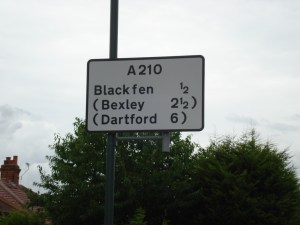 A210
Blackfen ½
(Bexley 2½)
(Dartford 6)